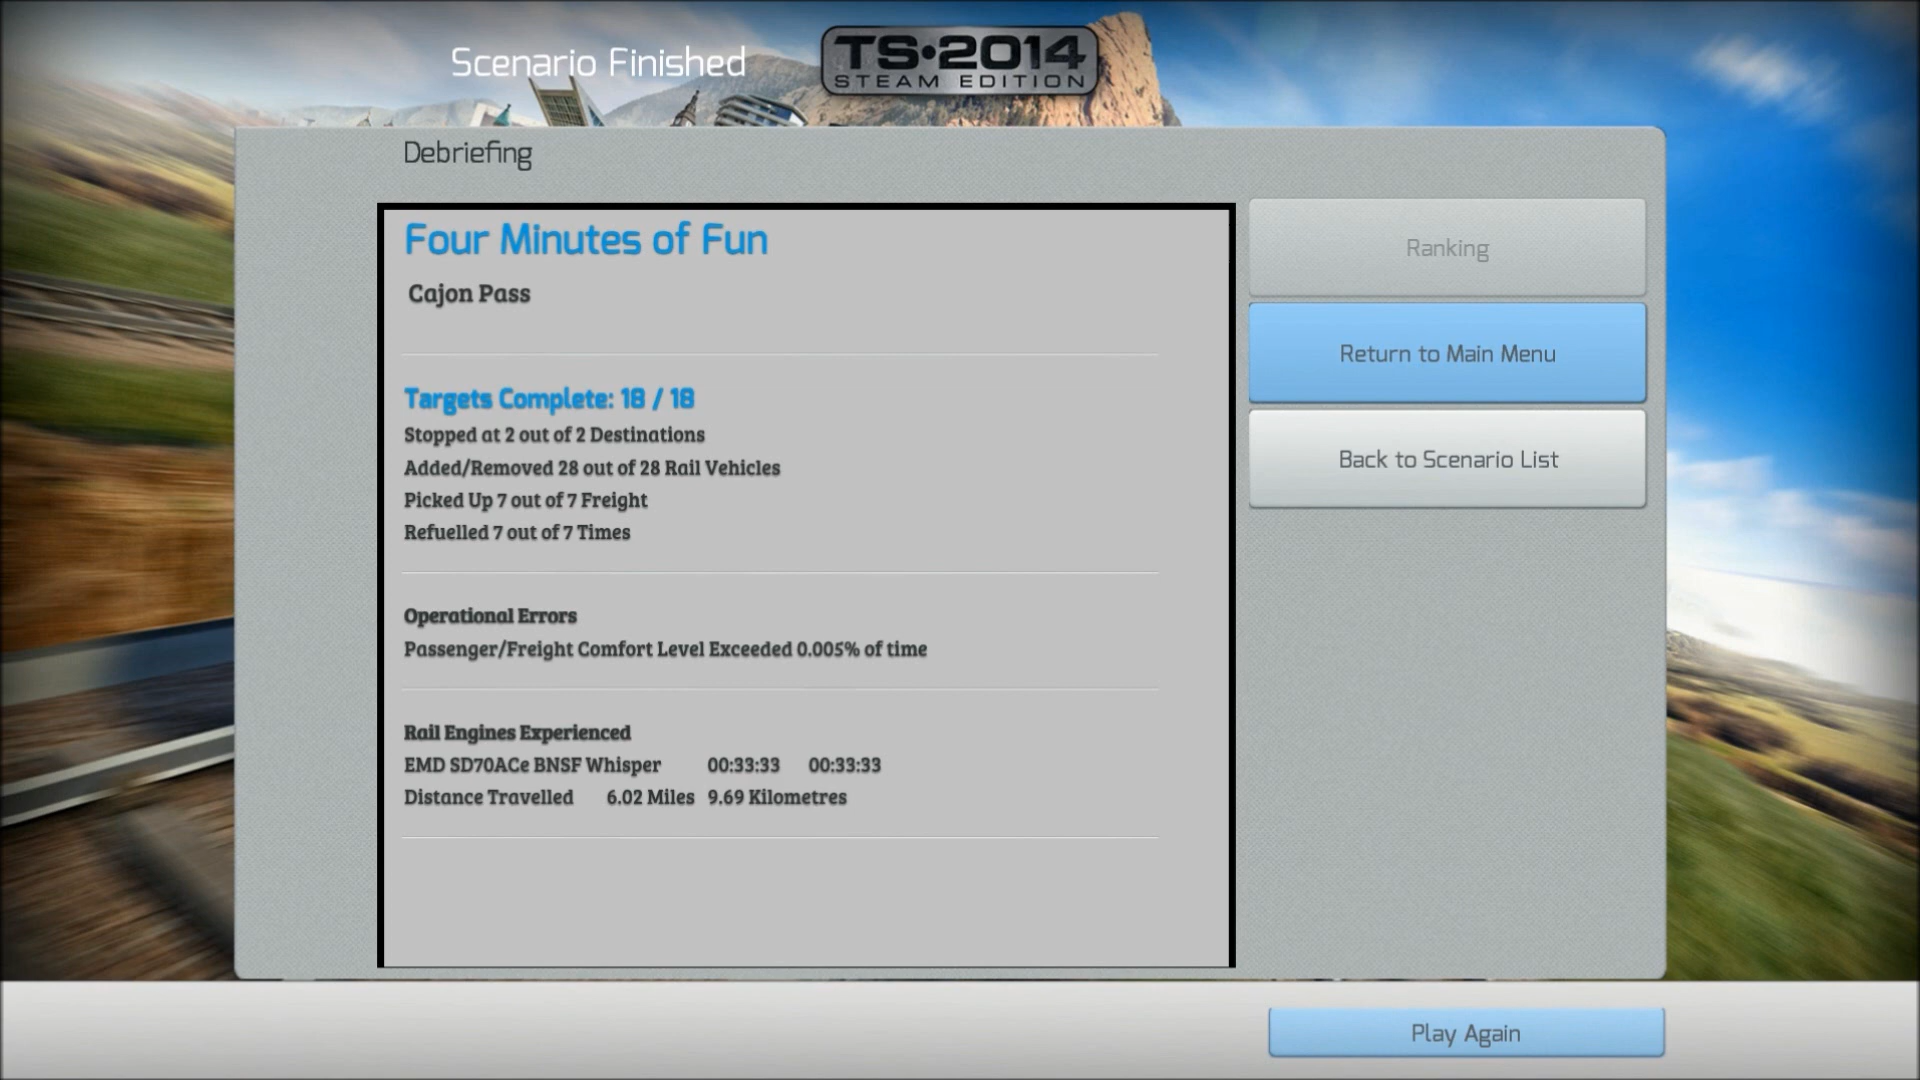 Scenario Finished
TS•2014
STEAM EDITION
Debriefing
Four Minutes of Fun
Cajon Pass
Targets Complete: 18 / 18
Stopped at 2 out of 2 Destinations
Added/Removed 28 out of 28 Rail Vehicles
Picked Up 7 out of 7 Freight
Refuelled 7 out of 7 Times
Operational Errors
Passenger/Freight Comfort Level Exceeded 0.005% of time
Rail Engines Experienced
EMD SD70ACe BNSF Whisper 00:33:33 00:33:33
Distance Travelled 6.02 Miles 9.69 Kilometres
Ranking
Return to Main Menu
Back to Scenario List
Play Again